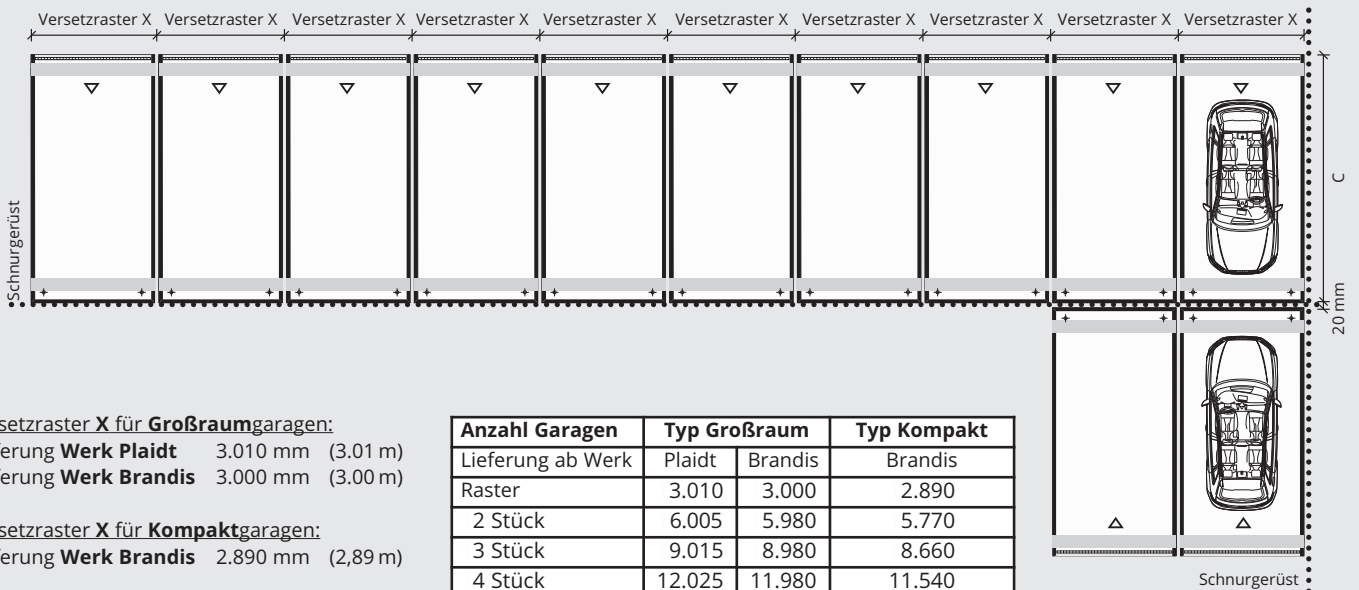 Versetzraster X Versetzraster X Versetzraster X Versetzraster X Versetzraster X Versetzraster X Versetzraster X Versetzraster X Versetzraster X Versetzraster X
Schnurgerüst
C
20 mm
setzraster X für Großraumgaragen:
ferung Werk Plaidt 3.010 mm (3.01 m)
ferung Werk Brandis 3.000 mm (3.00 m)
setzraster X für Kompaktgaragen:
ferung Werk Brandis 2.890 mm (2,89 m)
Anzahl Garagen Typ Großraum Typ Kompakt
Lieferung ab Werk Plaidt Brandis Brandis
Raster 3.010 3.000 2.890
2 Stück 6.005 5.980 5.770
3 Stück 9.015 8.980 8.660
4 Stück 12.025 11.980 11.540
Schnurgerüst